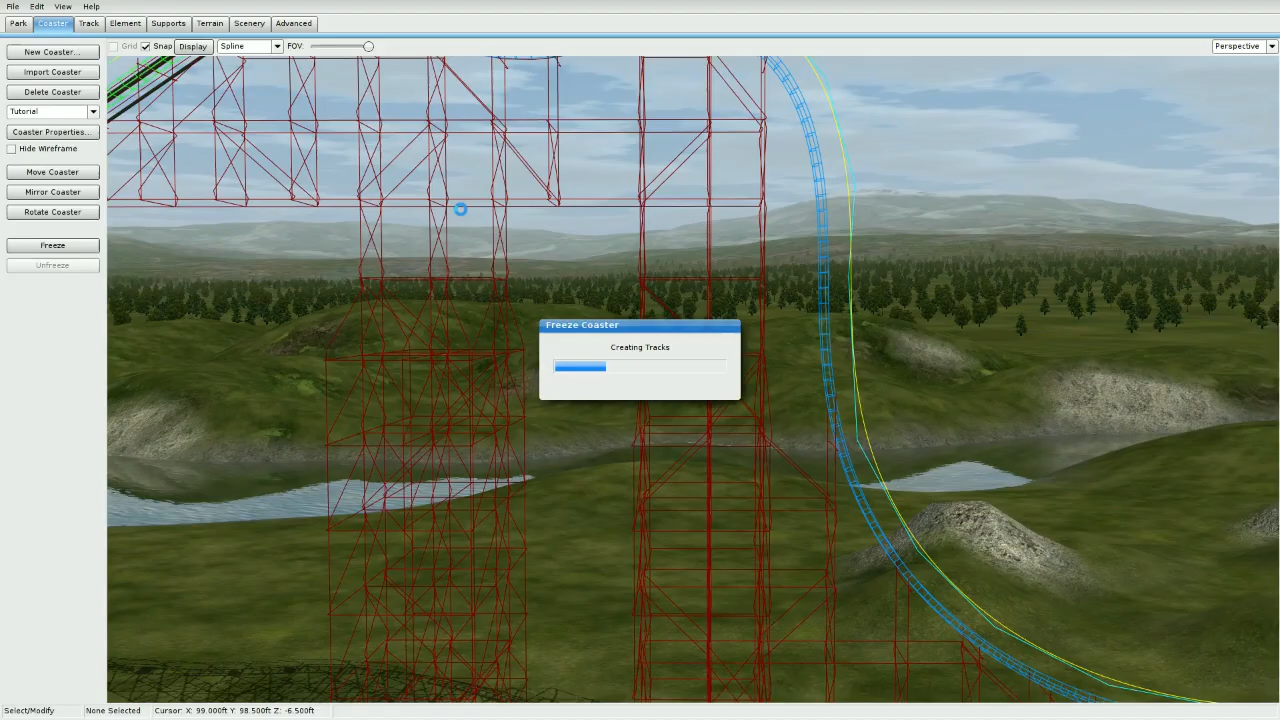 File Edit View Help
Park Coaster Track Element Supports Terrain Scenery Advanced
Grid Snap Display Spline FOV: Perspective
New Coaster...
Import Coaster
Delete Coaster
Tutorial
Coaster Properties...
Hide Wireframe
Move Coaster
Mirror Coaster
Rotate Coaster
Freeze
Unfreeze
Freeze Coaster
Creating Tracks
Select/Modify None Selected Cursor: X: 99.000ft Y: 98.500ft Z: -6.500ft